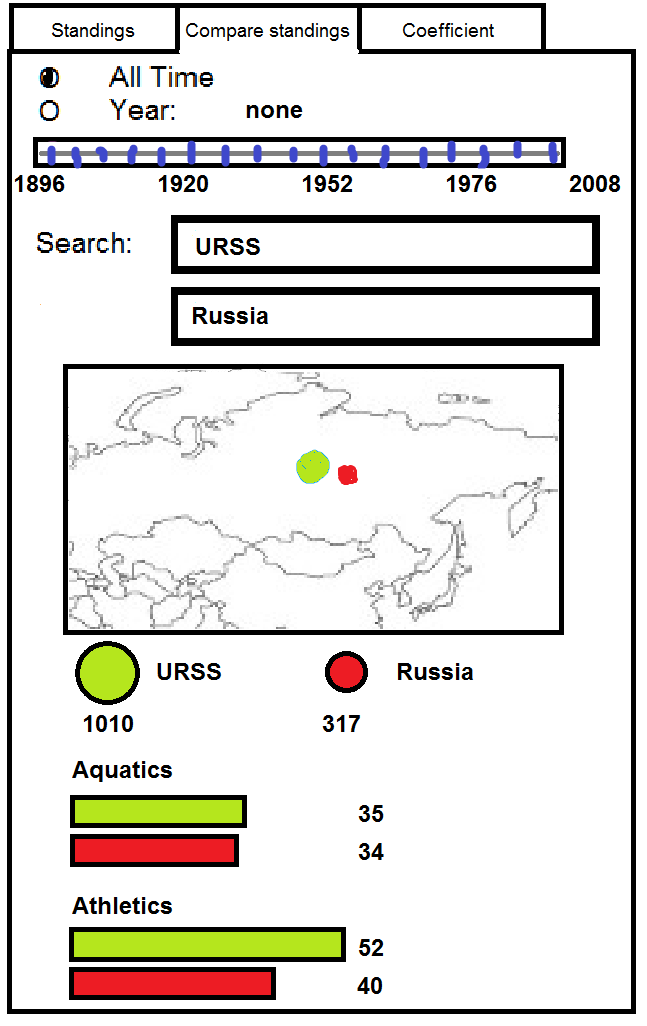 Standings Compare standings Coefficient
All Time
Year: none
1896 1920 1952 1976 2008
Search: URSS
Russia
URSS Russia
1010 317
Aquatics
35
34
Athletics
52
40